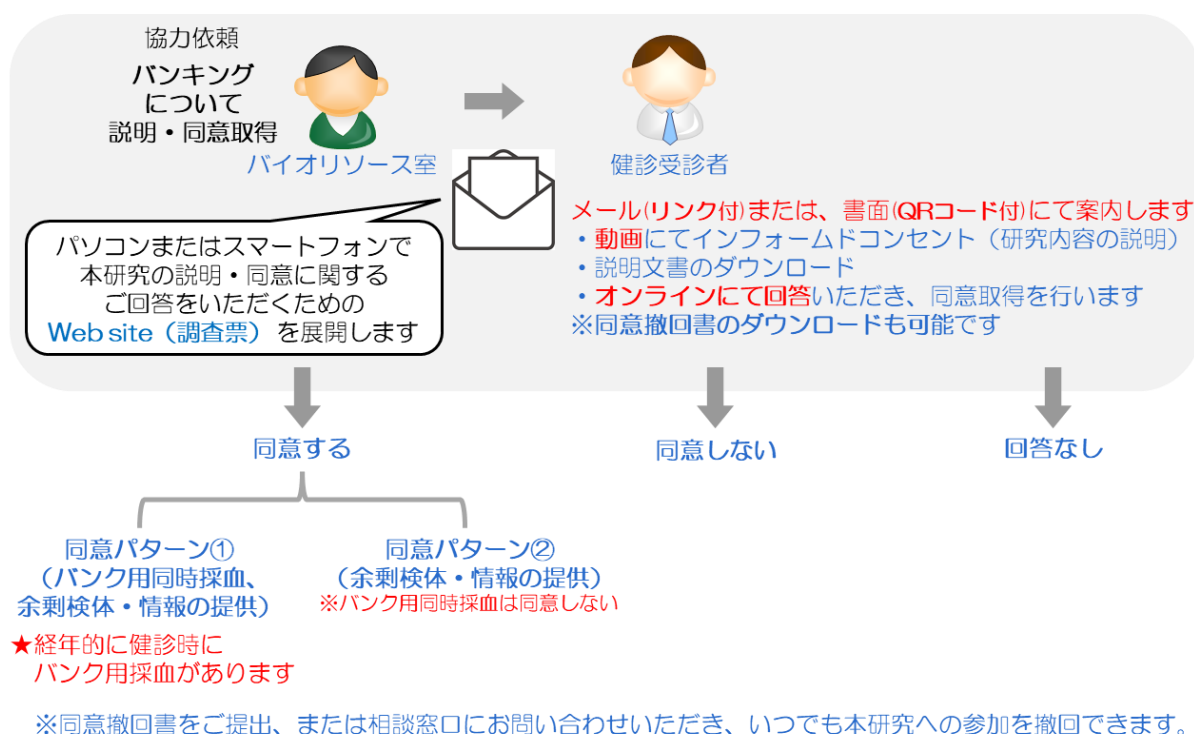 協力依頼
バンキング
について
説明・同意取得
バイオリソース室
健診受診者
メール(リンク付)または、書面(QRコード付)にて案内します
・動画にてインフォームドコンセント（研究内容の説明）
・説明文書のダウンロード
・オンラインにて回答いただき、同意取得を行います
※同意撤回書のダウンロードも可能です
パソコンまたはスマートフォンで
本研究の説明・同意に関する
ご回答をいただくための
Web site（調査票）を展開します
同意する
同意しない
回答なし
同意パターン①
（バンク用同時採血、
余剰検体・情報の提供）
★経年的に健診時に
バンク用採血があります
同意パターン②
（余剰検体・情報の提供）
※バンク用同時採血は同意しない
※同意撤回書をご提出、または相談窓口にお問い合わせいただき、いつでも本研究への参加を撤回できます。